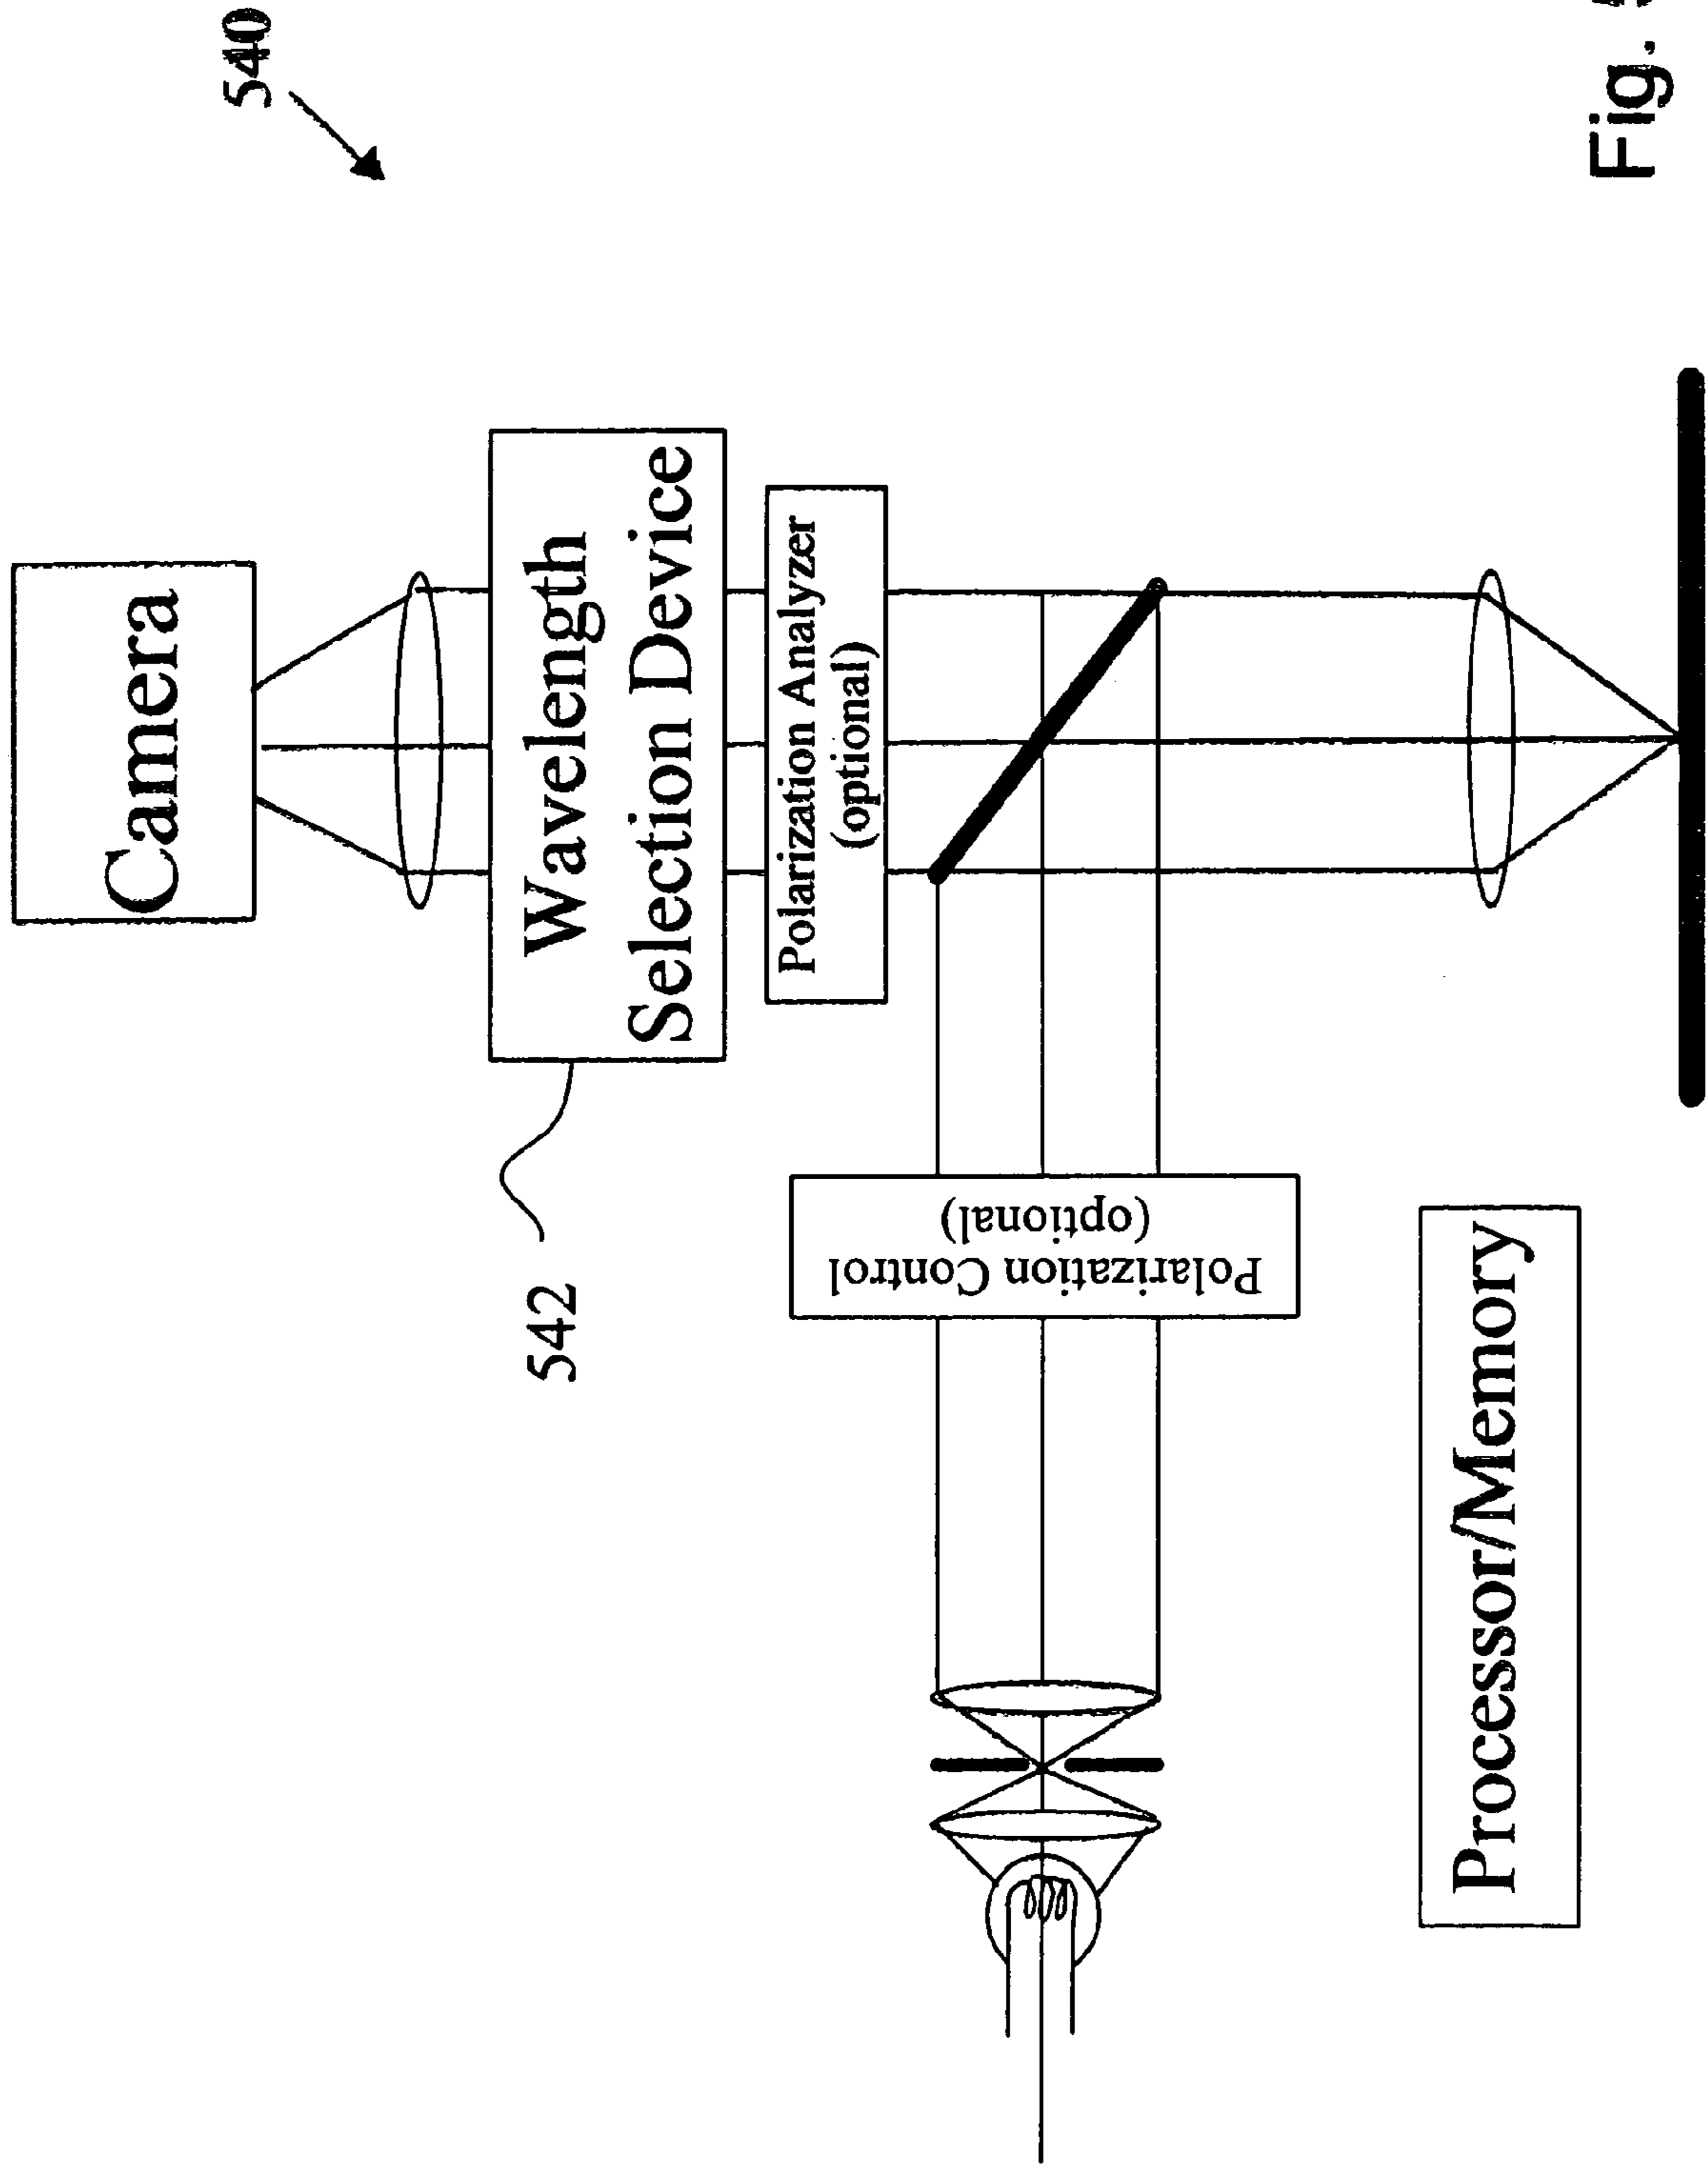 540
Camera
Wavelength
Selection Device
Polarization Analyzer
(optional)
542
Polarization Control
(optional)
Processor/Memory
Fig.